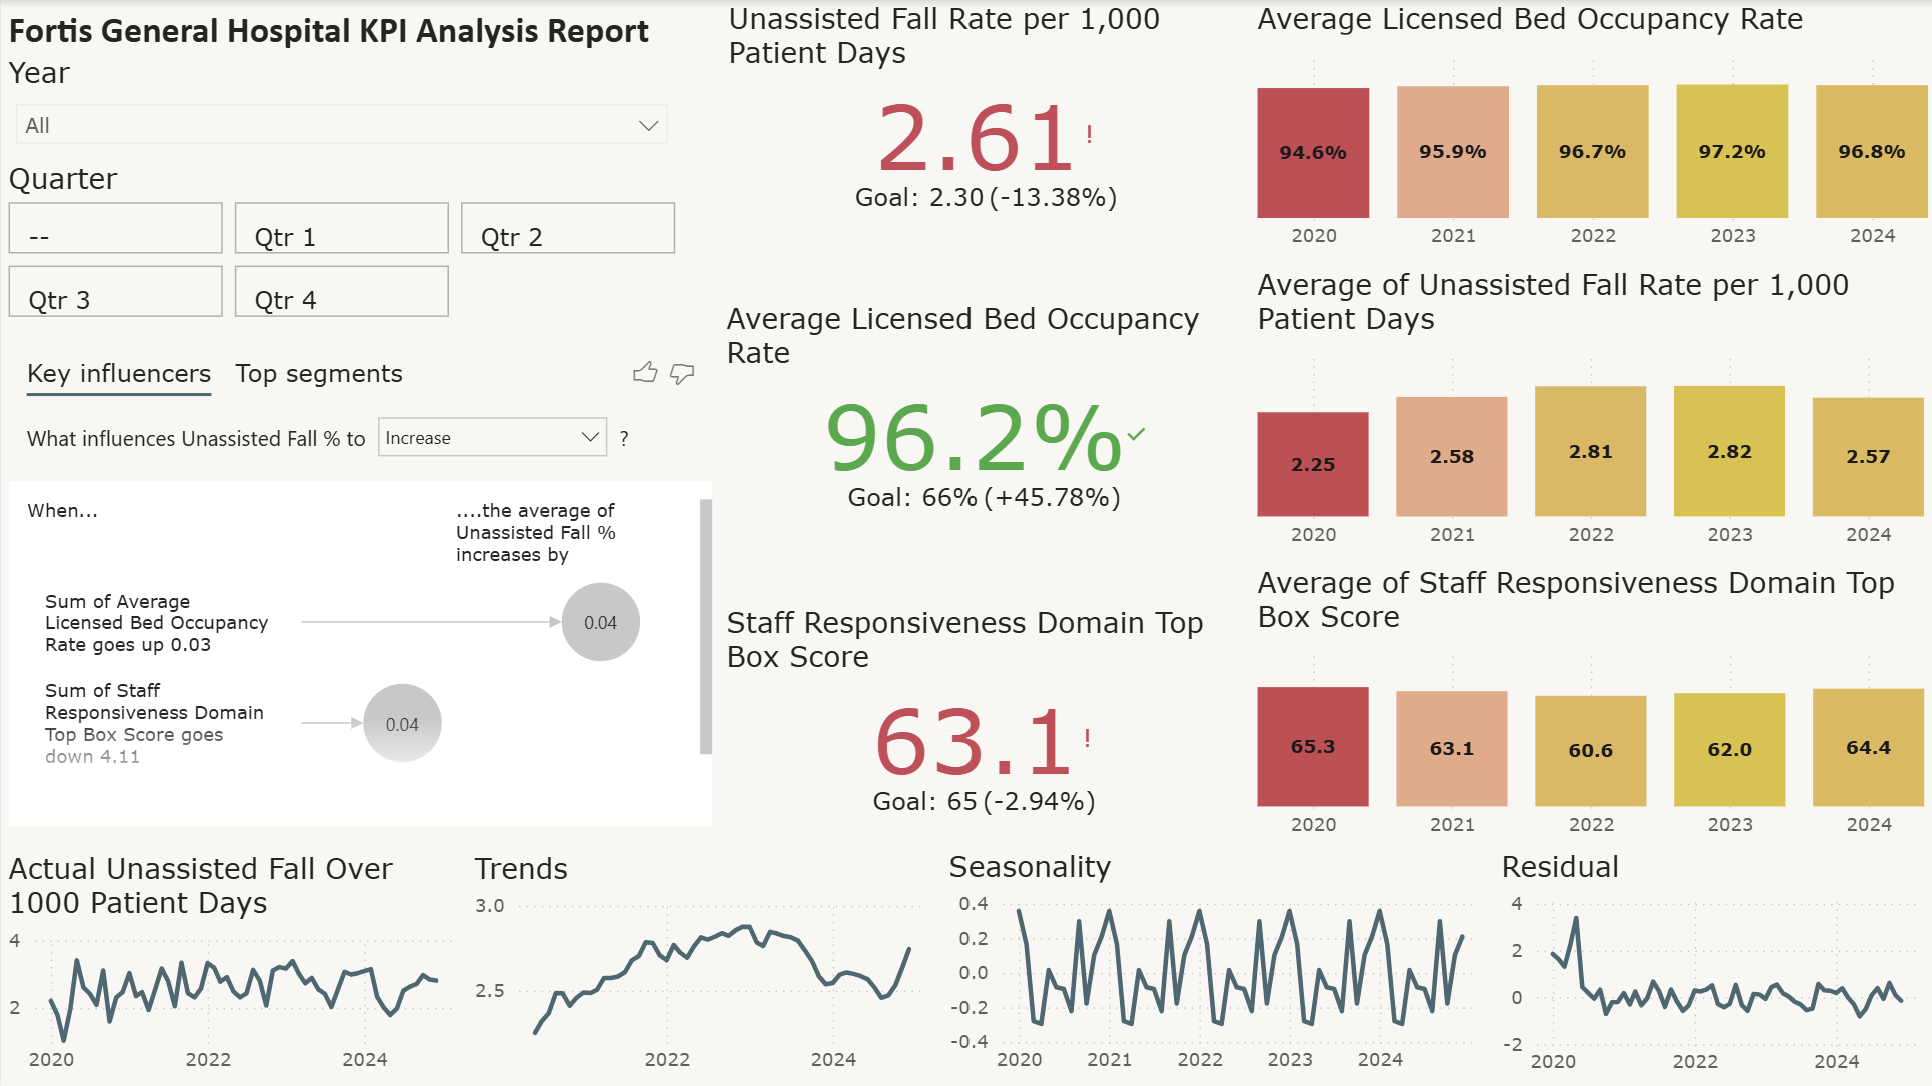 Fortis General Hospital KPI Analysis Report
Year
All
Quarter
--
Qtr 1
Qtr 2
Qtr 3
Qtr 4
Key influencers
Top segments
What influences Unassisted Fall % to
Increase
?
When...
....the average of
Unassisted Fall %
increases by
Sum of Average
Licensed Bed Occupancy
Rate goes up 0.03
0.04
Sum of Staff
Responsiveness Domain
Top Box Score goes
down 4.11
0.04
Unassisted Fall Rate per 1,000
Patient Days
2.61!
Goal: 2.30 (-13.38%)
Average Licensed Bed Occupancy
Rate
96.2%
Goal: 66% (+45.78%)
Staff Responsiveness Domain Top
Box Score
63.1!
Goal: 65 (-2.94%)
Average Licensed Bed Occupancy Rate
94.6%
95.9%
96.7%
97.2%
96.8%
2020
2021
2022
2023
2024
Average of Unassisted Fall Rate per 1,000
Patient Days
2.25
2.58
2.81
2.82
2.57
2020
2021
2022
2023
2024
Average of Staff Responsiveness Domain Top
Box Score
65.3
63.1
60.6
62.0
64.4
2020
2021
2022
2023
2024
Actual Unassisted Fall Over
1000 Patient Days
4
2
2020
2022
2024
Trends
3.0
2.5
2022
2024
Seasonality
0.4
0.2
0.0
-0.2
-0.4
2020
2021
2022
2023
2024
Residual
4
2
0
-2
2020
2022
2024